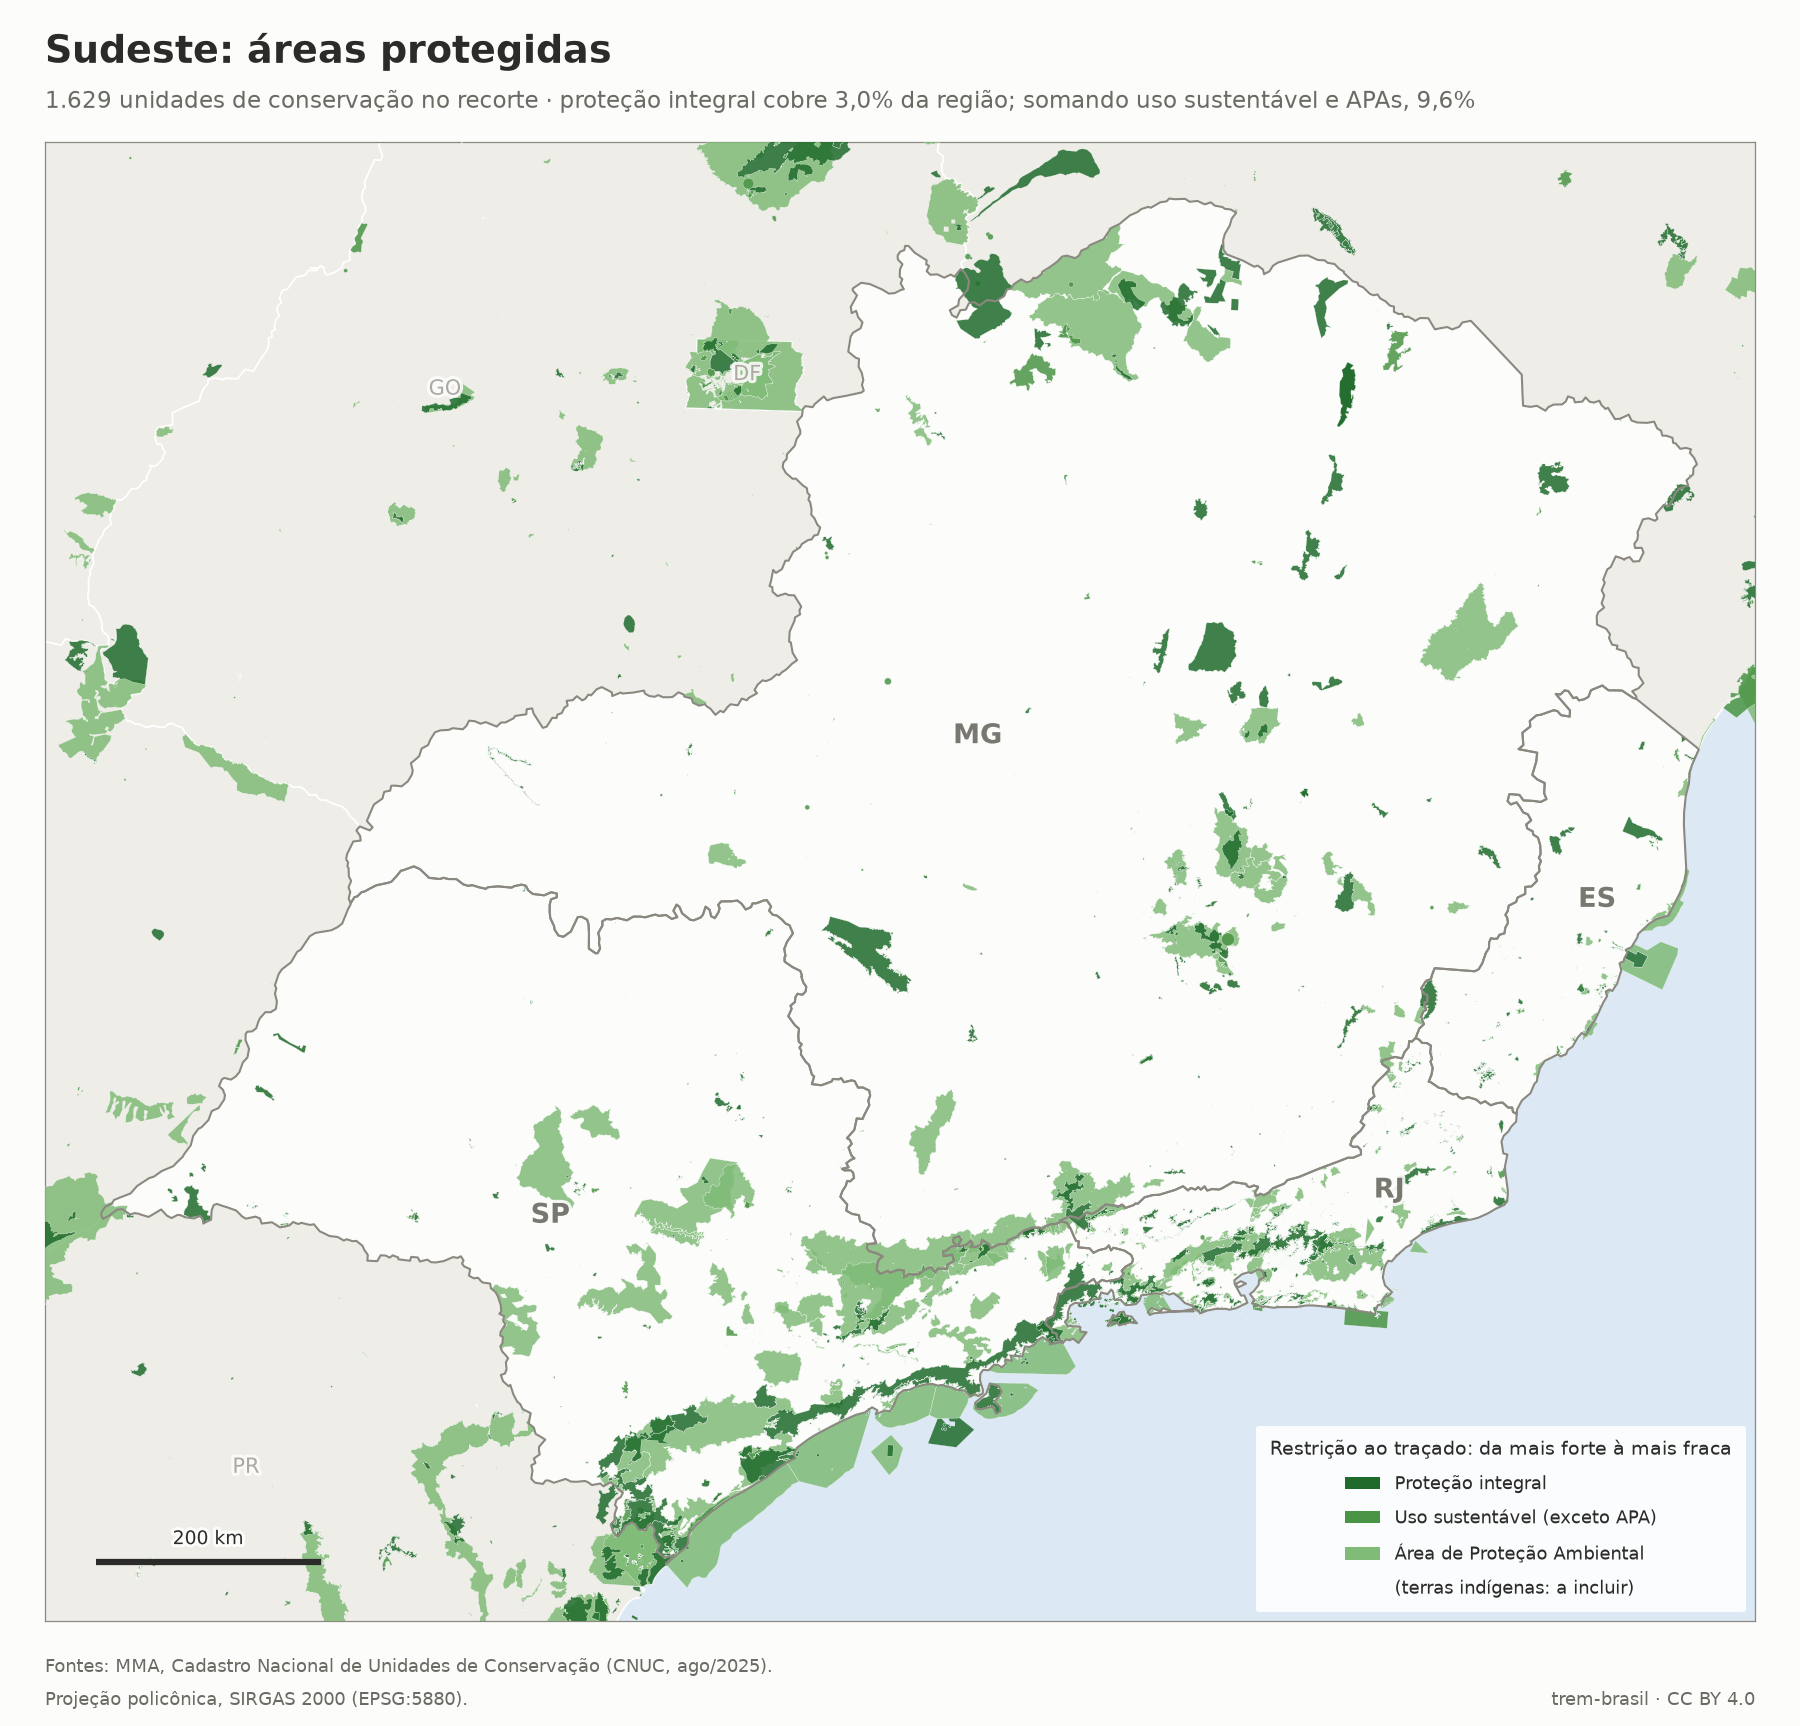 Sudeste: áreas protegidas
1.629 unidades de conservação no recorte · proteção integral cobre 3,0% da região; somando uso sustentável e APAs, 9,6%
GO
DF
MG
ES
SP
RJ
PR
200 km
Restrição ao traçado: da mais forte à mais fraca
Proteção integral
Uso sustentável (exceto APA)
Área de Proteção Ambiental
(terras indígenas: a incluir)
Fontes: MMA, Cadastro Nacional de Unidades de Conservação (CNUC, ago/2025).
Projeção policônica, SIRGAS 2000 (EPSG:5880).
trem-brasil · CC BY 4.0